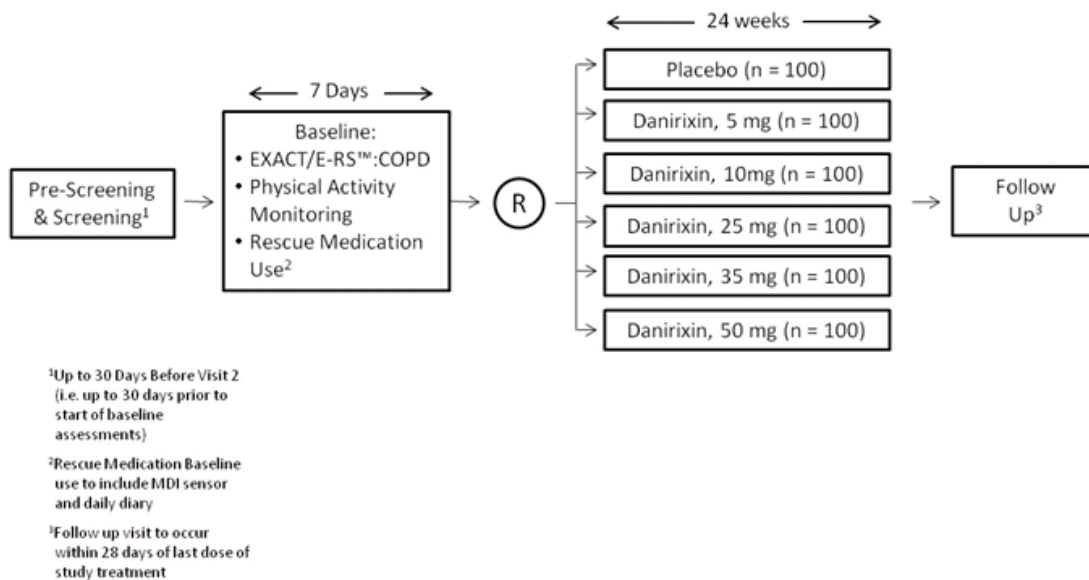 24 weeks
Placebo (n = 100)
7 Days
Danirixin, 5 mg (n = 100)
Baseline:
• EXACT/E-RS™:COPD
• Physical Activity
Monitoring
• Rescue Medication
Use²
Pre-Screening
& Screening¹
R
Danirixin, 10mg (n = 100)
Danirixin, 25 mg (n = 100)
Danirixin, 35 mg (n = 100)
Danirixin, 50 mg (n = 100)
Follow
Up³
¹Up to 30 Days Before Visit 2
(i.e. up to 30 days prior to
start of baseline
assessments)
²Rescue Medication Baseline
use to include MDI sensor
and daily diary
³Follow up visit to occur
within 28 days of last dose of
study treatment